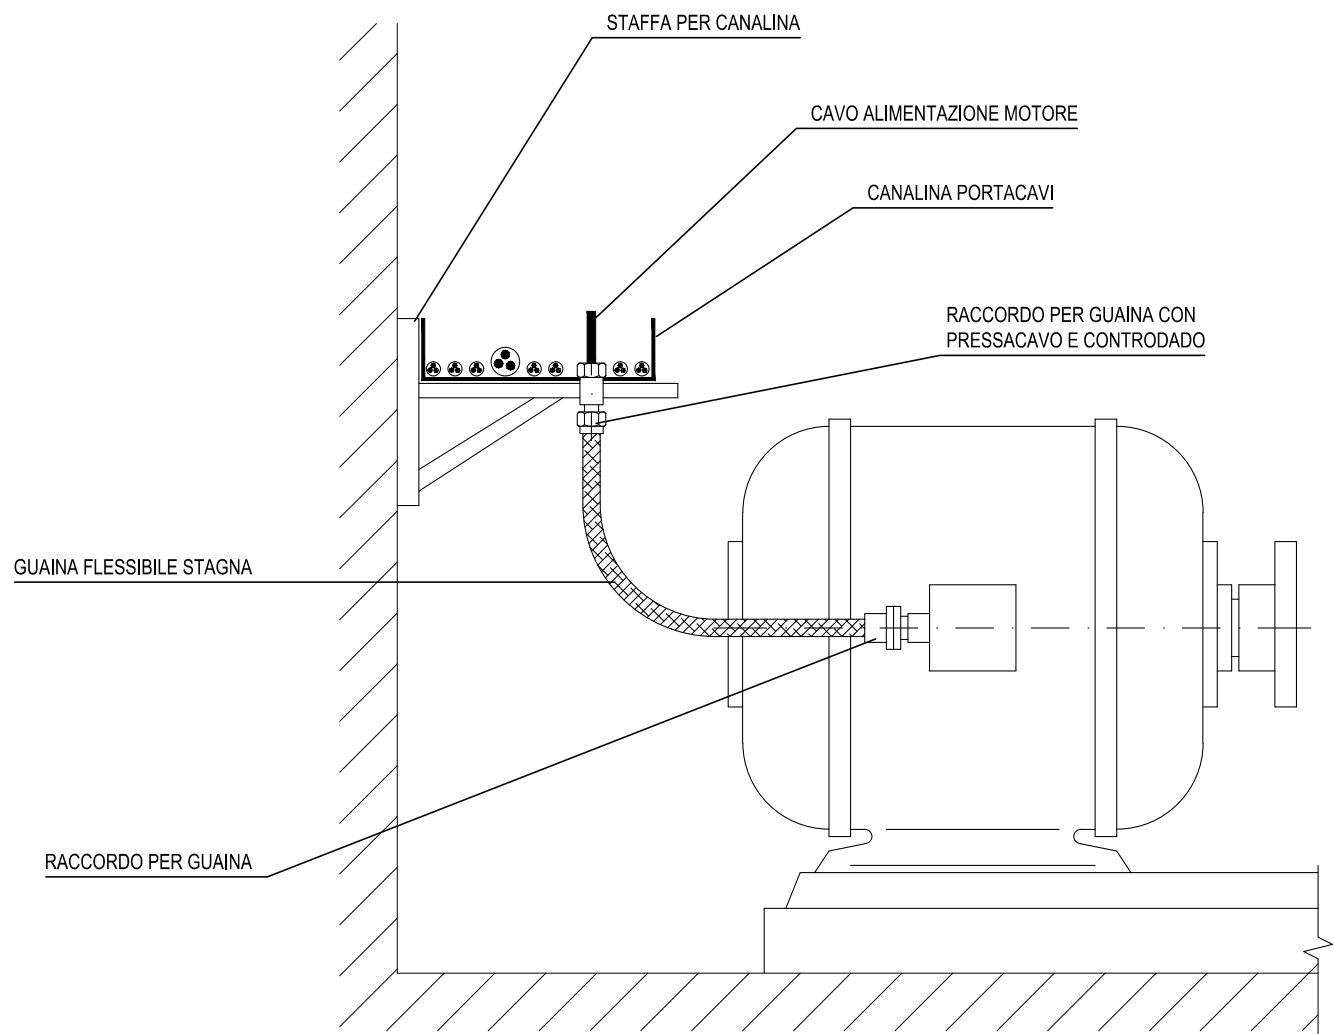 STAFFA PER CANALINA
CAVO ALIMENTAZIONE MOTORE
CANALINA PORTACAVI
RACCORDO PER GUAINA CON
PRESSACAVO E CONTRODADO
GUAINA FLESSIBILE STAGNA
RACCORDO PER GUAINA